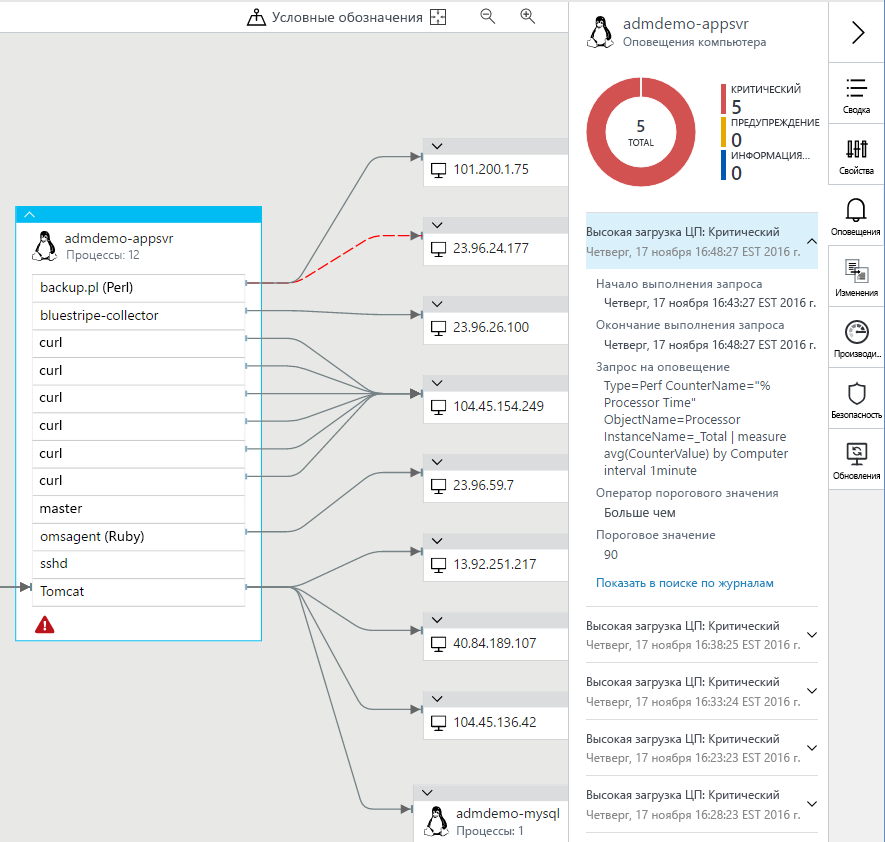 Условные обозначения
admdemo-appsvr
Процессы: 12
backup.pl (Perl)
bluestripe-collector
curl
curl
curl
curl
curl
curl
master
omsagent (Ruby)
sshd
Tomcat
101.200.1.75
23.96.24.177
23.96.26.100
104.45.154.249
23.96.59.7
13.92.251.217
40.84.189.107
104.45.136.42
admdemo-mysql
Процессы: 1
admdemo-appsvr
Оповещения компьютера
5
TOTAL
КРИТИЧЕСКИЙ
5
ПРЕДУПРЕЖДЕНИЕ
0
ИНФОРМАЦИЯ...
0
Высокая загрузка ЦП: Критический
Четверг, 17 ноября 16:48:27 EST 2016 г.
Начало выполнения запроса
Четверг, 17 ноября 16:43:27 EST 2016 г.
Окончание выполнения запроса
Четверг, 17 ноября 16:48:27 EST 2016 г.
Запрос на оповещение
Type=Perf CounterName="%
Processor Time"
ObjectName=Processor
InstanceName=_Total | measure
avg(CounterValue) by Computer
interval 1minute
Оператор порогового значения
Больше чем
Пороговое значение
90
Показать в поиске по журналам
Высокая загрузка ЦП: Критический
Четверг, 17 ноября 16:38:25 EST 2016 г.
Высокая загрузка ЦП: Критический
Четверг, 17 ноября 16:33:24 EST 2016 г.
Высокая загрузка ЦП: Критический
Четверг, 17 ноября 16:23:23 EST 2016 г.
Высокая загрузка ЦП: Критический
Четверг, 17 ноября 16:28:23 EST 2016 г.
Сводка
Свойства
Оповещения
Изменения
Производи...
Безопасность
Обновления